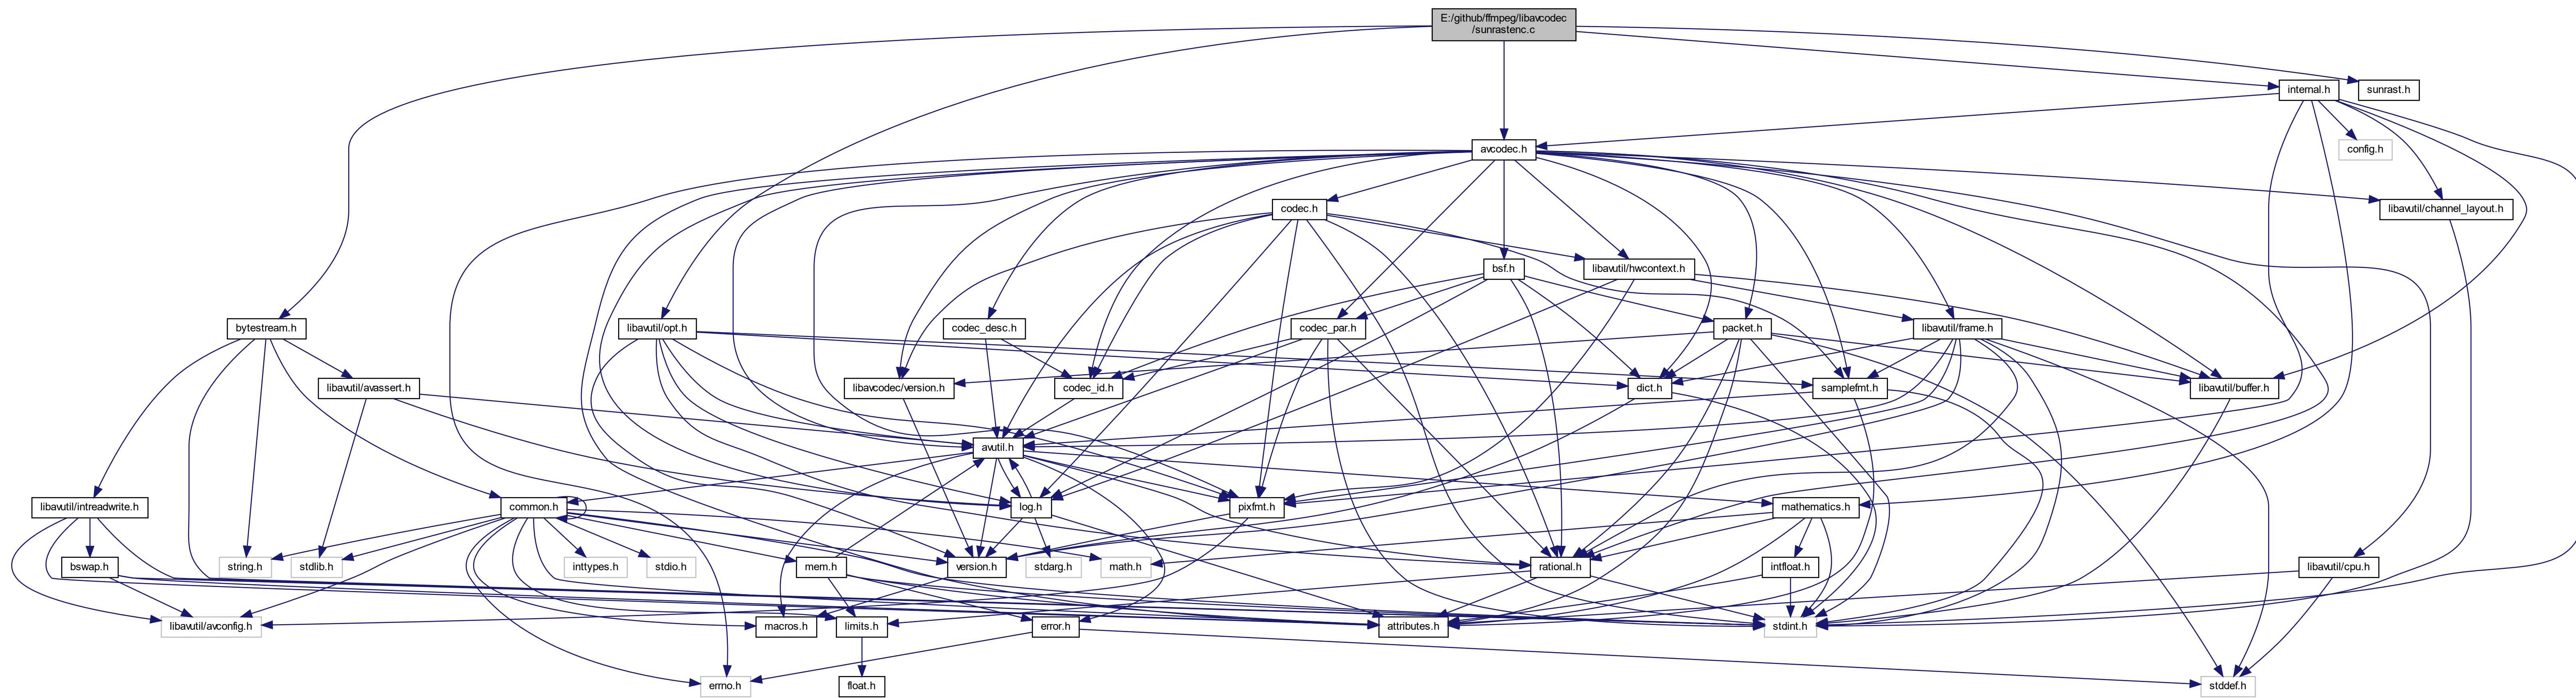 E:/github/ffmpeg/libavcodec
/sunrastenc.c
internal.h
sunrast.h
avcodec.h
config.h
codec.h
libavutil/channel_layout.h
bsf.h
libavutil/hwcontext.h
bytestream.h
libavutil/opt.h
codec_desc.h
codec_par.h
packet.h
libavutil/frame.h
libavutil/avassert.h
libavcodec/version.h
codec_id.h
dict.h
samplefmt.h
libavutil/buffer.h
avutil.h
libavutil/intreadwrite.h
common.h
log.h
pixfmt.h
mathematics.h
bswap.h
string.h
stdlib.h
inttypes.h
stdio.h
mem.h
version.h
stdarg.h
math.h
rational.h
intfloat.h
libavutil/cpu.h
libavutil/avconfig.h
macros.h
limits.h
error.h
attributes.h
stdint.h
errno.h
float.h
stddef.h